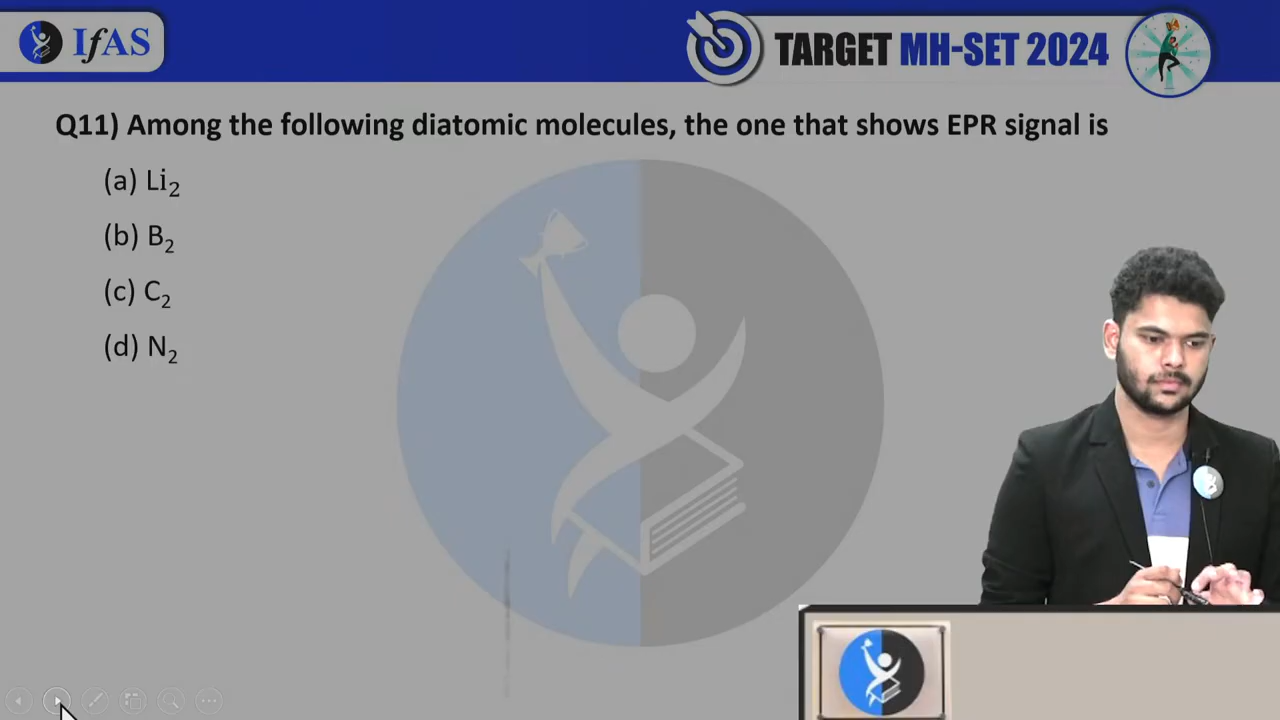 IfAS
TARGET MH-SET 2024
Q11) Among the following diatomic molecules, the one that shows EPR signal is
(a) Li₂
(b) B₂
(c) C₂
(d) N₂